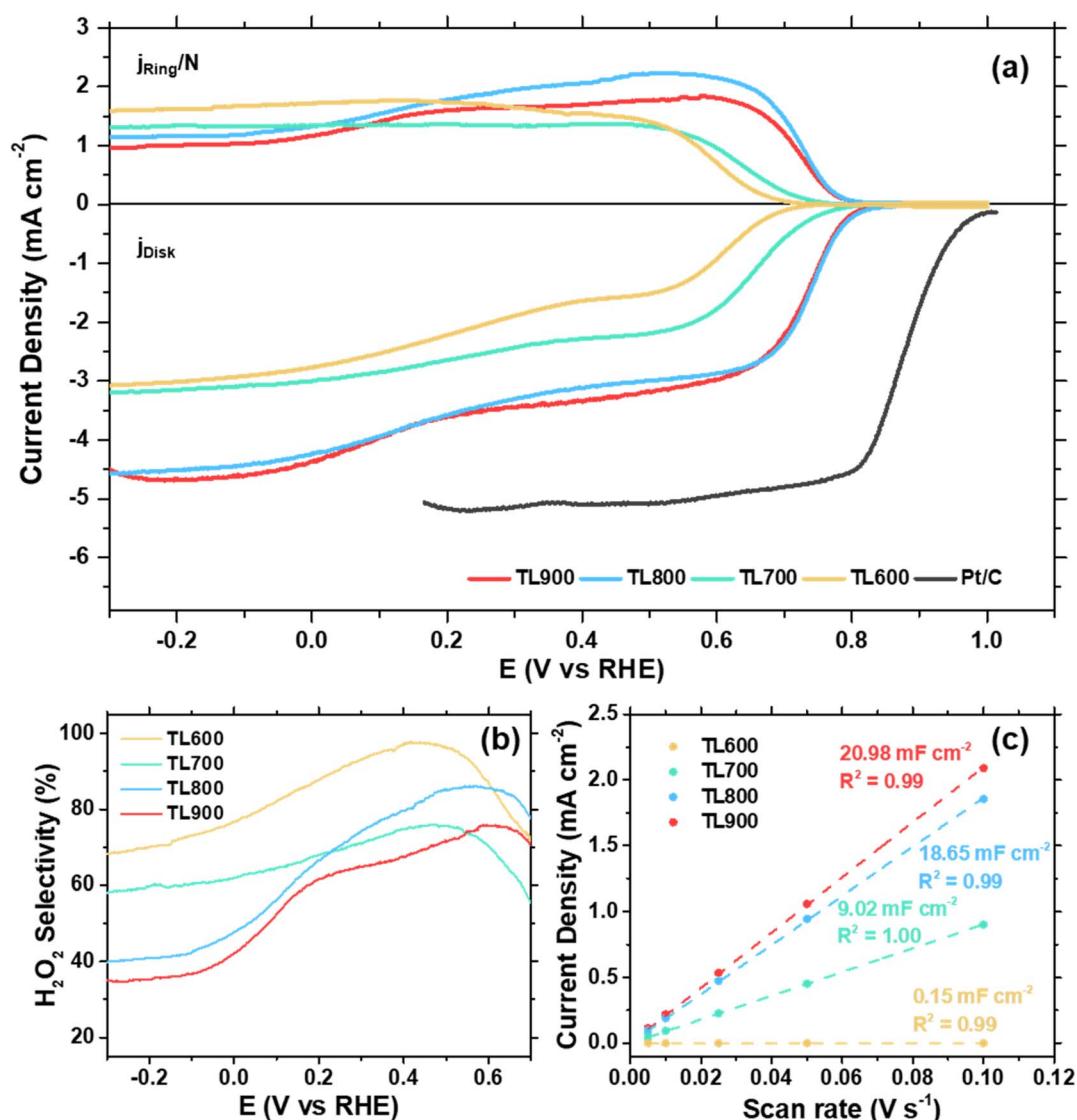 (a)
j_Ring/N
j_Disk
Current Density (mA cm⁻²)
3
2
1
0
-1
-2
-3
-4
-5
-6
TL900 TL800 TL700 TL600 Pt/C
-0.2 0.0 0.2 0.4 0.6 0.8 1.0
E (V vs RHE)
(b)
TL600
TL700
TL800
TL900
H₂O₂ Selectivity (%)
100
80
60
40
20
-0.2 0.0 0.2 0.4 0.6
E (V vs RHE)
(c)
TL600
TL700
TL800
TL900
20.98 mF cm⁻²
R² = 0.99
18.65 mF cm⁻²
R² = 0.99
9.02 mF cm⁻²
R² = 1.00
0.15 mF cm⁻²
R² = 0.99
Current Density (mA cm⁻²)
2.5
2.0
1.5
1.0
0.5
0.0
0.00 0.02 0.04 0.06 0.08 0.10 0.12
Scan rate (V s⁻¹)